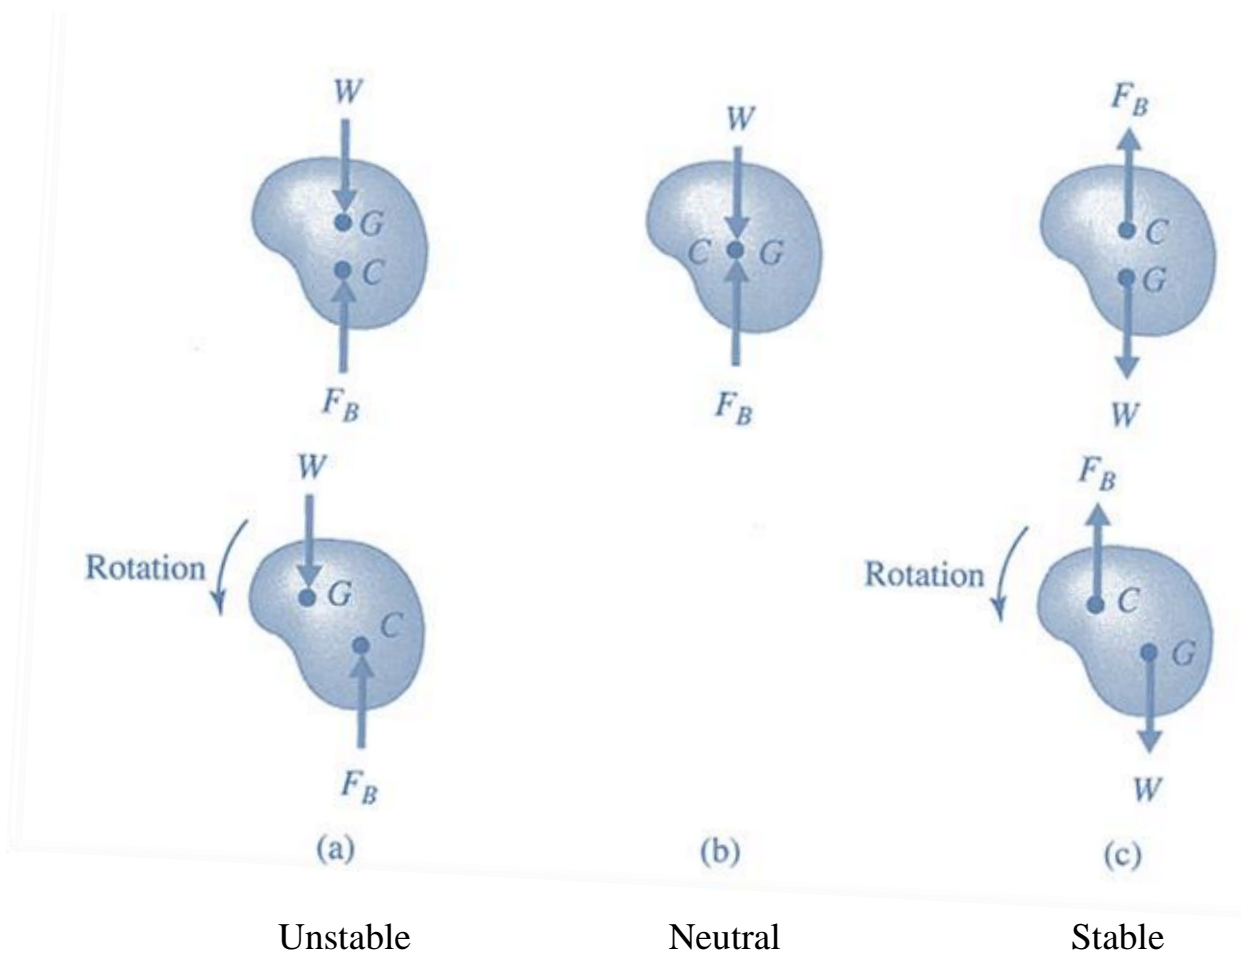 W
G
C
F_B
W
Rotation
G
C
F_B
(a)
Unstable
W
C G
F_B
(b)
Neutral
F_B
C
G
W
F_B
Rotation
C
G
W
(c)
Stable